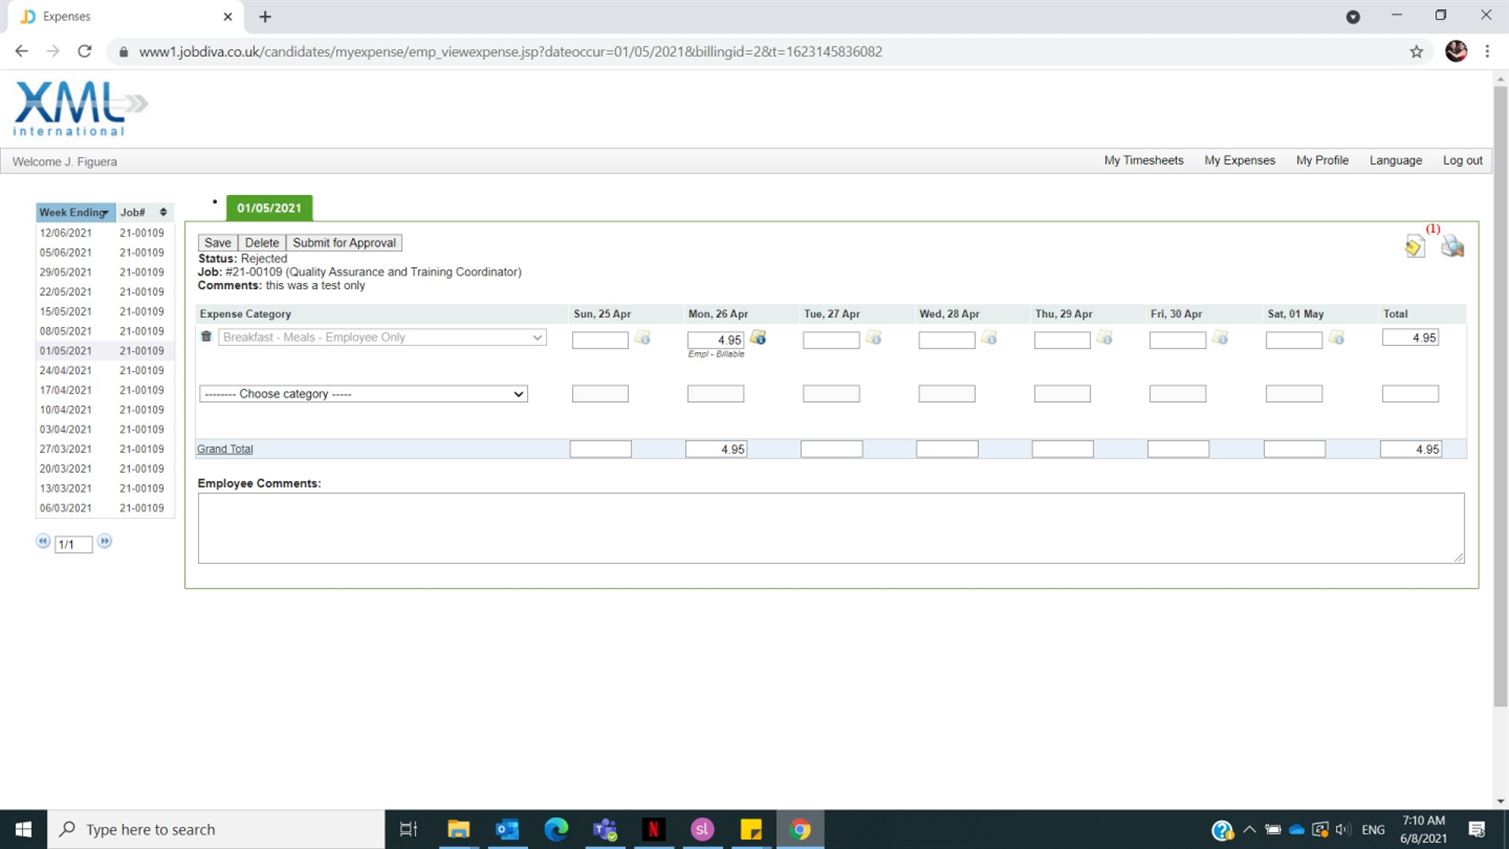 Expenses
www1.jobdiva.co.uk/candidates/myexpense/emp_viewexpense.jsp?dateoccur=01/05/2021&billingid=2&t=1623145836082
XML
international
Welcome J. Figuera
My Timesheets My Expenses My Profile Language Log out
Week Ending Job#
12/06/2021 21-00109
05/06/2021 21-00109
29/05/2021 21-00109
22/05/2021 21-00109
15/05/2021 21-00109
08/05/2021 21-00109
01/05/2021 21-00109
24/04/2021 21-00109
17/04/2021 21-00109
10/04/2021 21-00109
03/04/2021 21-00109
27/03/2021 21-00109
20/03/2021 21-00109
13/03/2021 21-00109
06/03/2021 21-00109
1/1
01/05/2021
Save Delete Submit for Approval
(1)
Status: Rejected
Job: #21-00109 (Quality Assurance and Training Coordinator)
Comments: this was a test only
Expense Category Sun, 25 Apr Mon, 26 Apr Tue, 27 Apr Wed, 28 Apr Thu, 29 Apr Fri, 30 Apr Sat, 01 May Total
Breakfast - Meals - Employee Only 4.95 4.95
Empl - Billable
-------- Choose category -----
Grand Total 4.95 4.95
Employee Comments:
Type here to search
N
sl
ENG
7:10 AM
6/8/2021